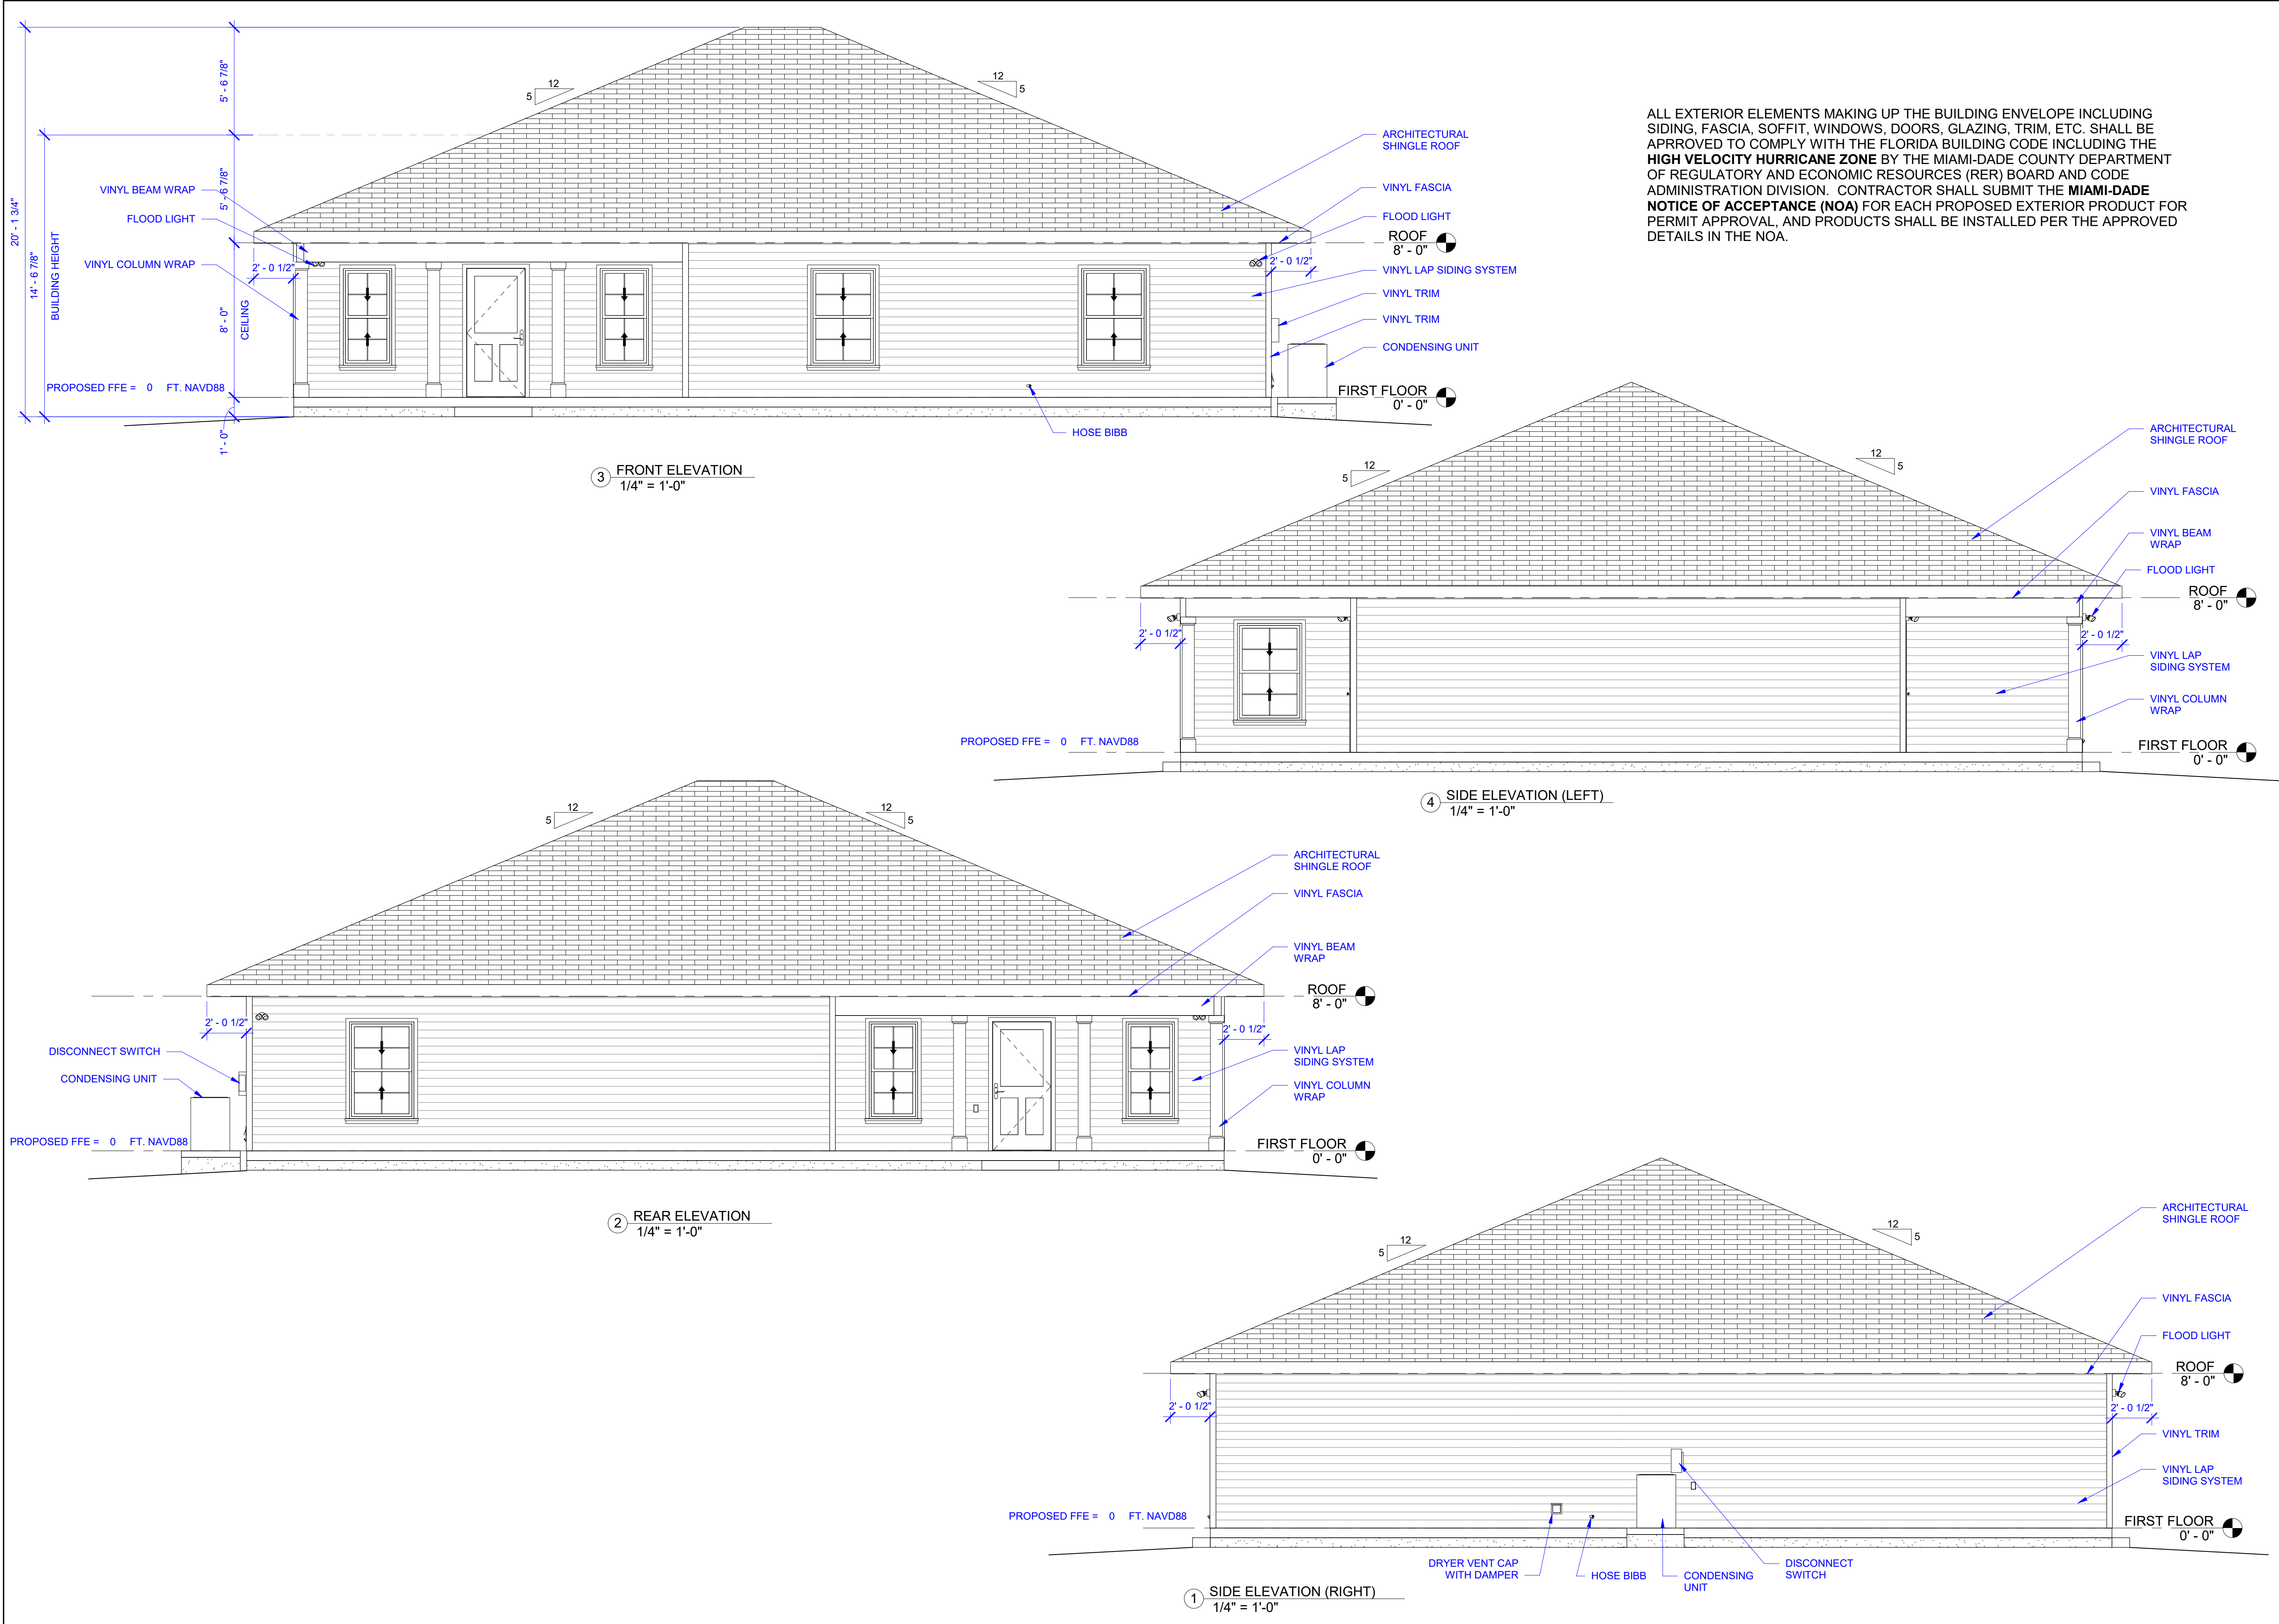 20' - 1 3/4"
14' - 6 7/8"
BUILDING HEIGHT
5' - 6 7/8"
5' - 6 7/8"
8' - 0"
CEILING
1' - 0"
12
5
12
5
VINYL BEAM WRAP
FLOOD LIGHT
VINYL COLUMN WRAP
2' - 0 1/2"
2' - 0 1/2"
PROPOSED FFE = 0 FT. NAVD88
ARCHITECTURAL
SHINGLE ROOF
VINYL FASCIA
FLOOD LIGHT
ROOF
8' - 0"
VINYL LAP SIDING SYSTEM
VINYL TRIM
VINYL TRIM
CONDENSING UNIT
FIRST FLOOR
0' - 0"
HOSE BIBB
3
FRONT ELEVATION
1/4" = 1'-0"
ALL EXTERIOR ELEMENTS MAKING UP THE BUILDING ENVELOPE INCLUDING
SIDING, FASCIA, SOFFIT, WINDOWS, DOORS, GLAZING, TRIM, ETC. SHALL BE
APRROVED TO COMPLY WITH THE FLORIDA BUILDING CODE INCLUDING THE
HIGH VELOCITY HURRICANE ZONE BY THE MIAMI-DADE COUNTY DEPARTMENT
OF REGULATORY AND ECONOMIC RESOURCES (RER) BOARD AND CODE
ADMINISTRATION DIVISION. CONTRACTOR SHALL SUBMIT THE MIAMI-DADE
NOTICE OF ACCEPTANCE (NOA) FOR EACH PROPOSED EXTERIOR PRODUCT FOR
PERMIT APPROVAL, AND PRODUCTS SHALL BE INSTALLED PER THE APPROVED
DETAILS IN THE NOA.
12
5
12
5
ARCHITECTURAL
SHINGLE ROOF
VINYL FASCIA
VINYL BEAM
WRAP
FLOOD LIGHT
ROOF
8' - 0"
2' - 0 1/2"
2' - 0 1/2"
VINYL LAP
SIDING SYSTEM
VINYL COLUMN
WRAP
PROPOSED FFE = 0 FT. NAVD88
FIRST FLOOR
0' - 0"
4
SIDE ELEVATION (LEFT)
1/4" = 1'-0"
12
5
12
5
ARCHITECTURAL
SHINGLE ROOF
VINYL FASCIA
VINYL BEAM
WRAP
ROOF
8' - 0"
2' - 0 1/2"
2' - 0 1/2"
DISCONNECT SWITCH
CONDENSING UNIT
VINYL LAP
SIDING SYSTEM
VINYL COLUMN
WRAP
PROPOSED FFE = 0 FT. NAVD88
FIRST FLOOR
0' - 0"
2
REAR ELEVATION
1/4" = 1'-0"
12
5
12
5
ARCHITECTURAL
SHINGLE ROOF
VINYL FASCIA
FLOOD LIGHT
ROOF
8' - 0"
2' - 0 1/2"
2' - 0 1/2"
VINYL TRIM
VINYL LAP
SIDING SYSTEM
PROPOSED FFE = 0 FT. NAVD88
FIRST FLOOR
0' - 0"
DRYER VENT CAP
WITH DAMPER
HOSE BIBB
CONDENSING
UNIT
DISCONNECT
SWITCH
1
SIDE ELEVATION (RIGHT)
1/4" = 1'-0"